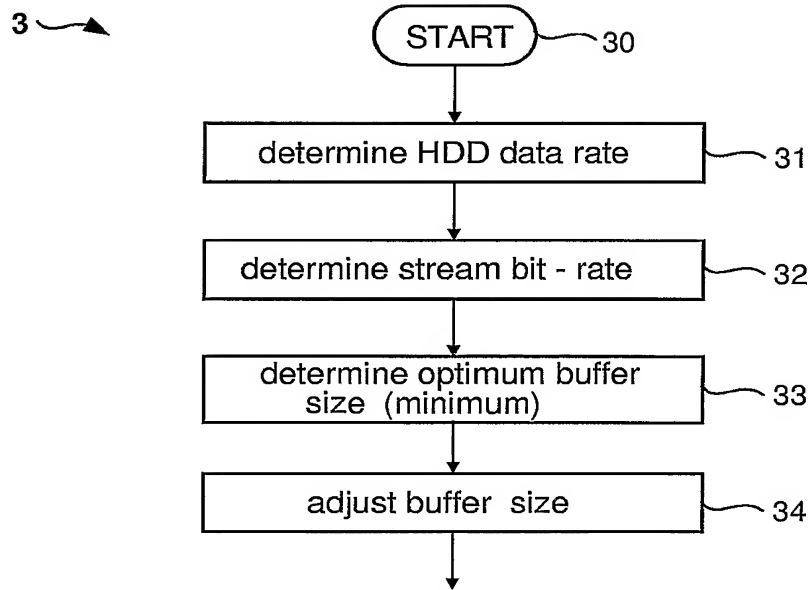 3
START
30
determine HDD data rate
31
determine stream bit - rate
32
determine optimum buffer
size (minimum)
33
adjust buffer size
34